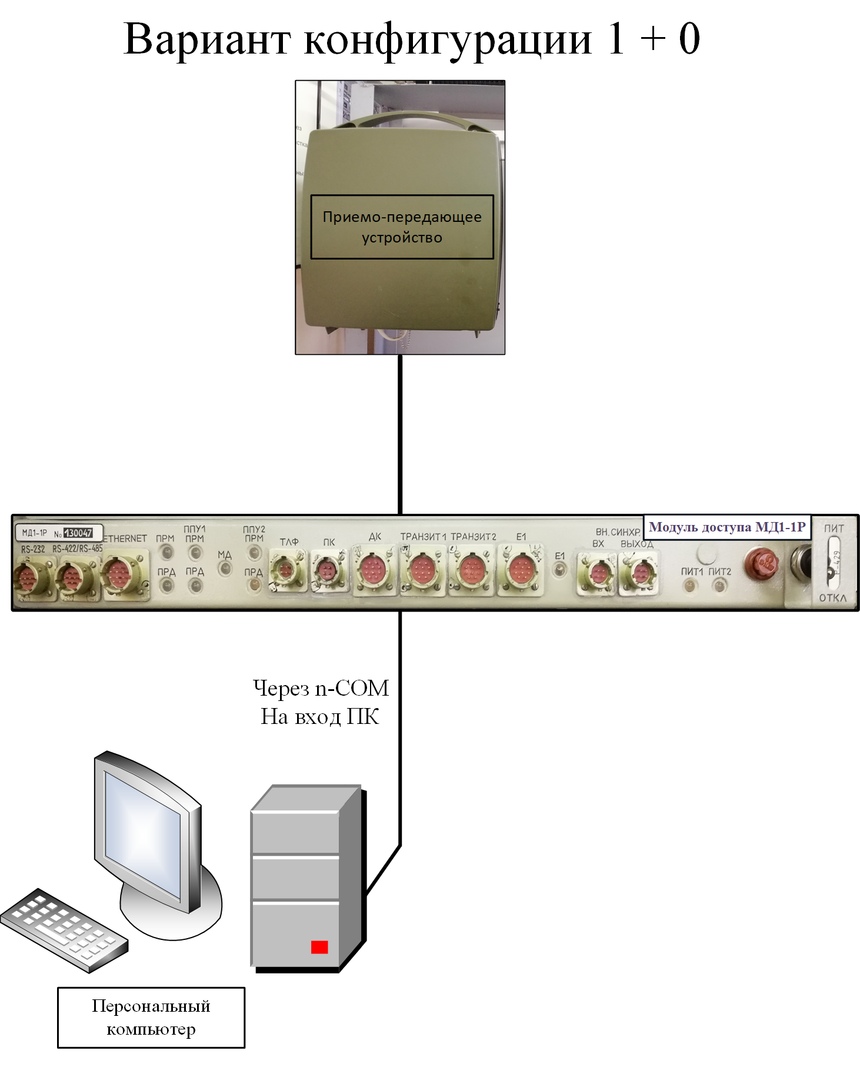 Вариант конфигурации 1 + 0
Приемо-передающее
устройство
МД1-1Р № 130047
RS-232 RS-422/RS-485 ETHERNET
ПРМ
ППУ1
ПРМ
МД
ППУ2
ПРМ
ПРД
ПРД
ПРД
ТЛФ
ПК
ДК
ТРАНЗИТ1
ТРАНЗИТ2
Е1
Е1
ВН.СИНХР.
ВХ
ВЫХОД
Модуль доступа МД1-1Р
ПИТ1 ПИТ2
ПИТ
429
ОТКЛ
Через n-COM
На вход ПК
Персональный
компьютер